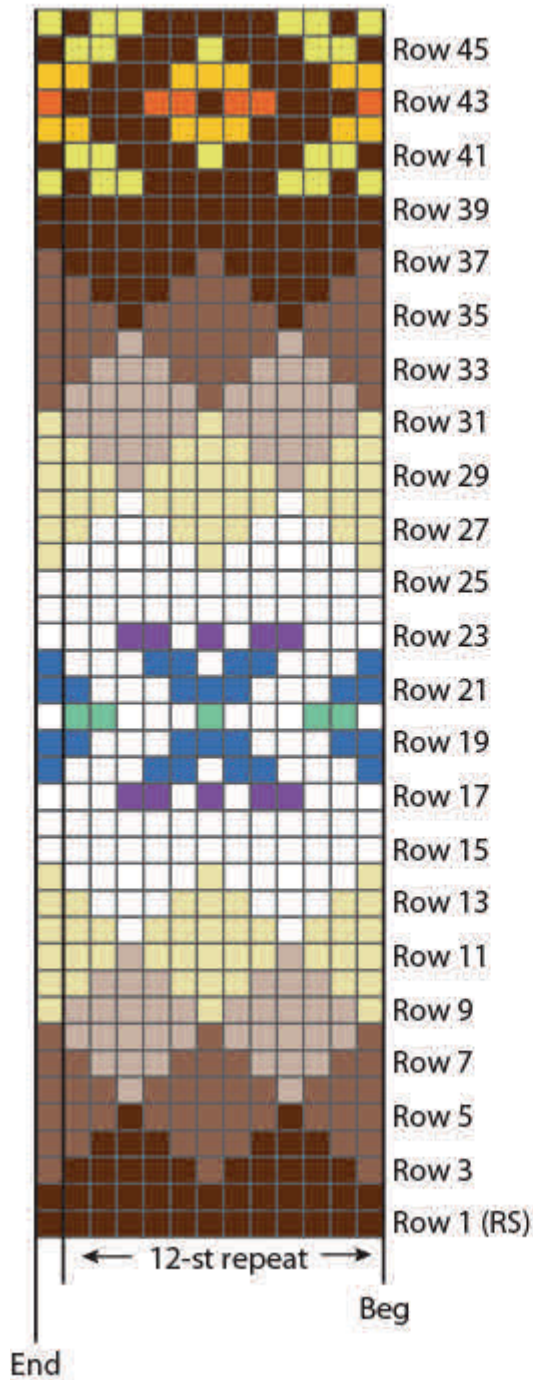 Row 45
Row 43
Row 41
Row 39
Row 37
Row 35
Row 33
Row 31
Row 29
Row 27
Row 25
Row 23
Row 21
Row 19
Row 17
Row 15
Row 13
Row 11
Row 9
Row 7
Row 5
Row 3
Row 1 (RS)
12-st repeat
Beg
End